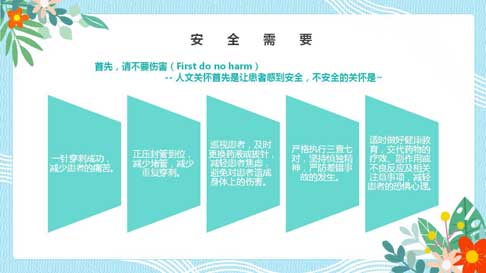 安 全 需 要
首先，请不要伤害（First do no harm）
-- 人文关怀首先是让患者感到安全，不安全的关怀是~
一针穿刺成功，
减少患者的痛苦。
正压封管到位，
减少堵管，减少
重复穿刺。
巡视患者，及时
更换药液或拔针，
减轻患者焦虑，
避免对患者造成
身体上的伤害。
严格执行三查七
对，坚持慎独精
神，严防差错事
故的发生。
适时做好健康教
育，交代药物的
疗效、副作用或
不良反应及相关
注意事项，减轻
患者的恐惧心理。